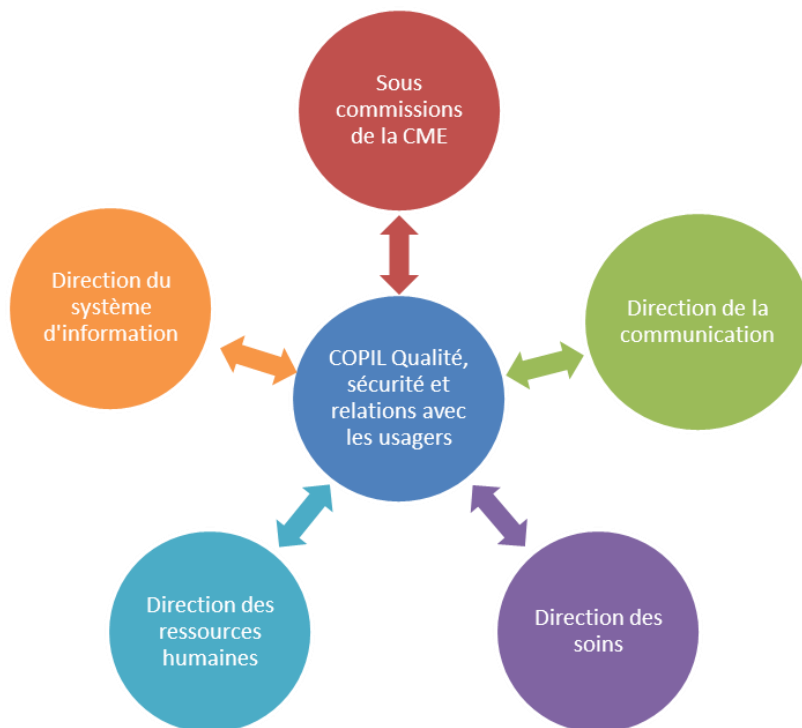 Sous
commissions
de la CME
Direction du
système
d'information
Direction de la
communication
COPIL Qualité,
sécurité et
relations avec
les usagers
Direction des
ressources
humaines
Direction des
soins